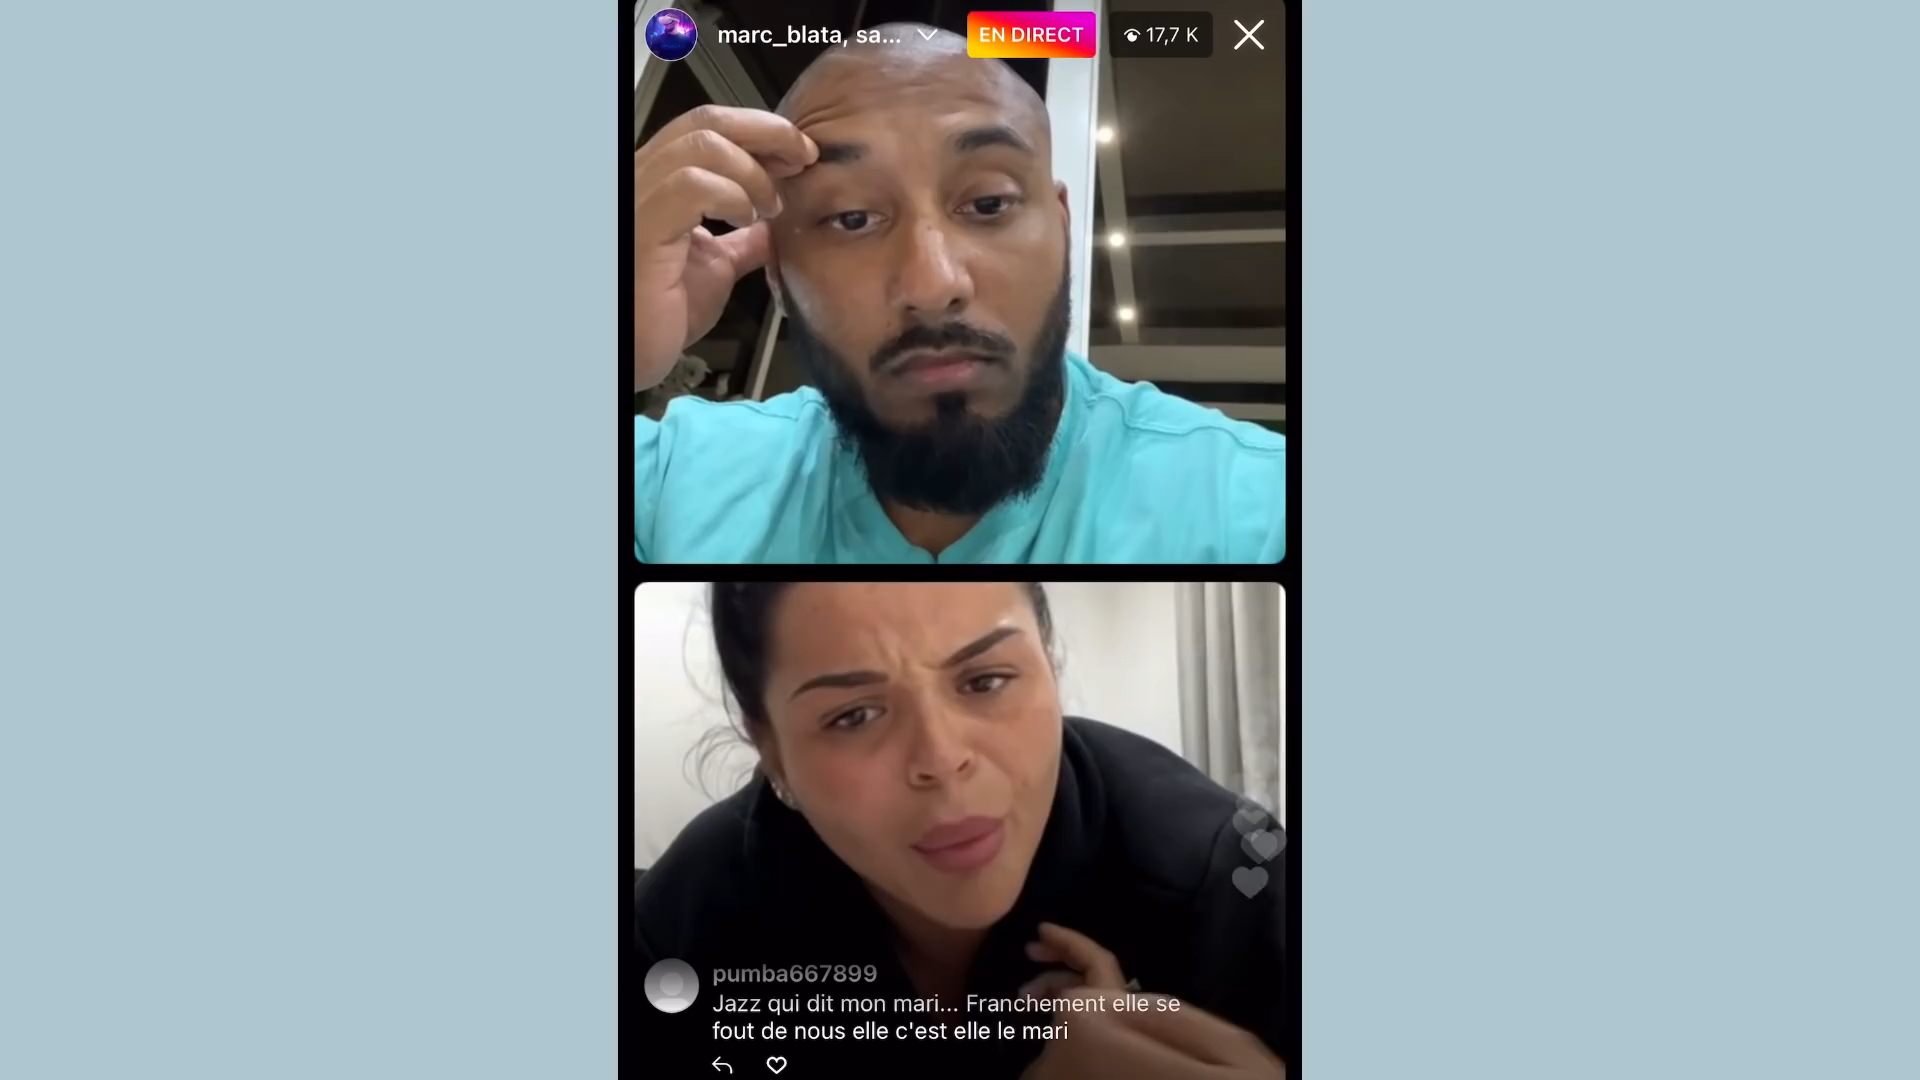 marc_blata, sa...
EN DIRECT
17,7 K
pumba667899
Jazz qui dit mon mari... Franchement elle se
fout de nous elle c'est elle le mari